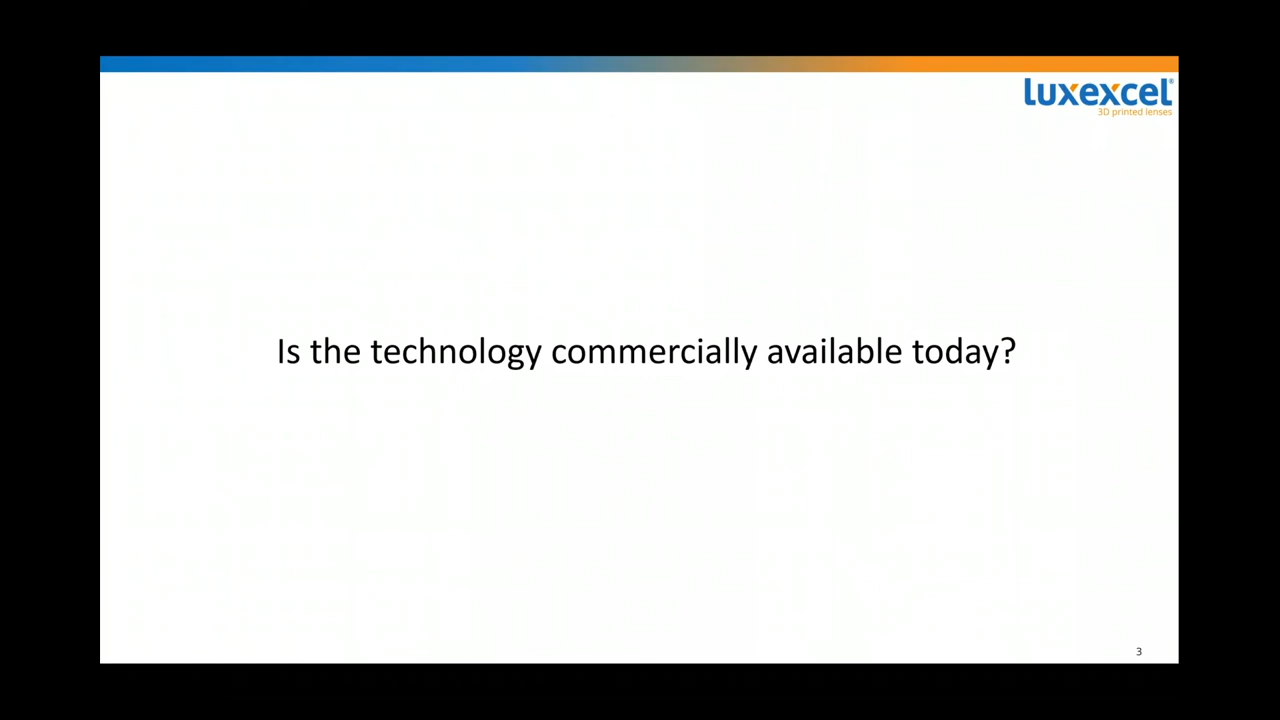 luxexcel®
3D printed lenses
Is the technology commercially available today?
3